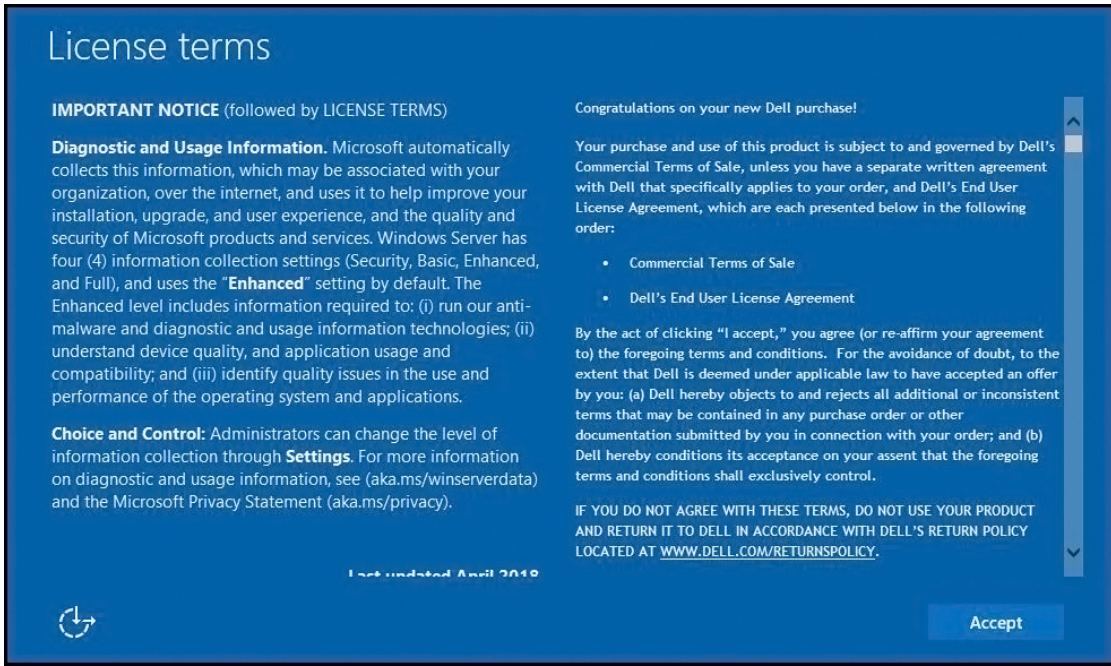 License terms
IMPORTANT NOTICE (followed by LICENSE TERMS)
Diagnostic and Usage Information. Microsoft automatically
collects this information, which may be associated with your
organization, over the internet, and uses it to help improve your
installation, upgrade, and user experience, and the quality and
security of Microsoft products and services. Windows Server has
four (4) information collection settings (Security, Basic, Enhanced,
and Full), and uses the “Enhanced” setting by default. The
Enhanced level includes information required to: (i) run our anti-
malware and diagnostic and usage information technologies; (ii)
understand device quality, and application usage and
compatibility; and (iii) identify quality issues in the use and
performance of the operating system and applications.
Choice and Control: Administrators can change the level of
information collection through Settings. For more information
on diagnostic and usage information, see (aka.ms/winserverdata)
and the Microsoft Privacy Statement (aka.ms/privacy).
Last updated April 2018
Congratulations on your new Dell purchase!
Your purchase and use of this product is subject to and governed by Dell’s
Commercial Terms of Sale, unless you have a separate written agreement
with Dell that specifically applies to your order, and Dell’s End User
License Agreement, which are each presented below in the following
order:
• Commercial Terms of Sale
• Dell’s End User License Agreement
By the act of clicking “I accept,” you agree (or re-affirm your agreement
to) the foregoing terms and conditions. For the avoidance of doubt, to the
extent that Dell is deemed under applicable law to have accepted an offer
by you: (a) Dell hereby objects to and rejects all additional or inconsistent
terms that may be contained in any purchase order or other
documentation submitted by you in connection with your order; and (b)
Dell hereby conditions its acceptance on your assent that the foregoing
terms and conditions shall exclusively control.
IF YOU DO NOT AGREE WITH THESE TERMS, DO NOT USE YOUR PRODUCT
AND RETURN IT TO DELL IN ACCORDANCE WITH DELL’S RETURN POLICY
LOCATED AT WWW.DELL.COM/RETURNSPOLICY.
Accept